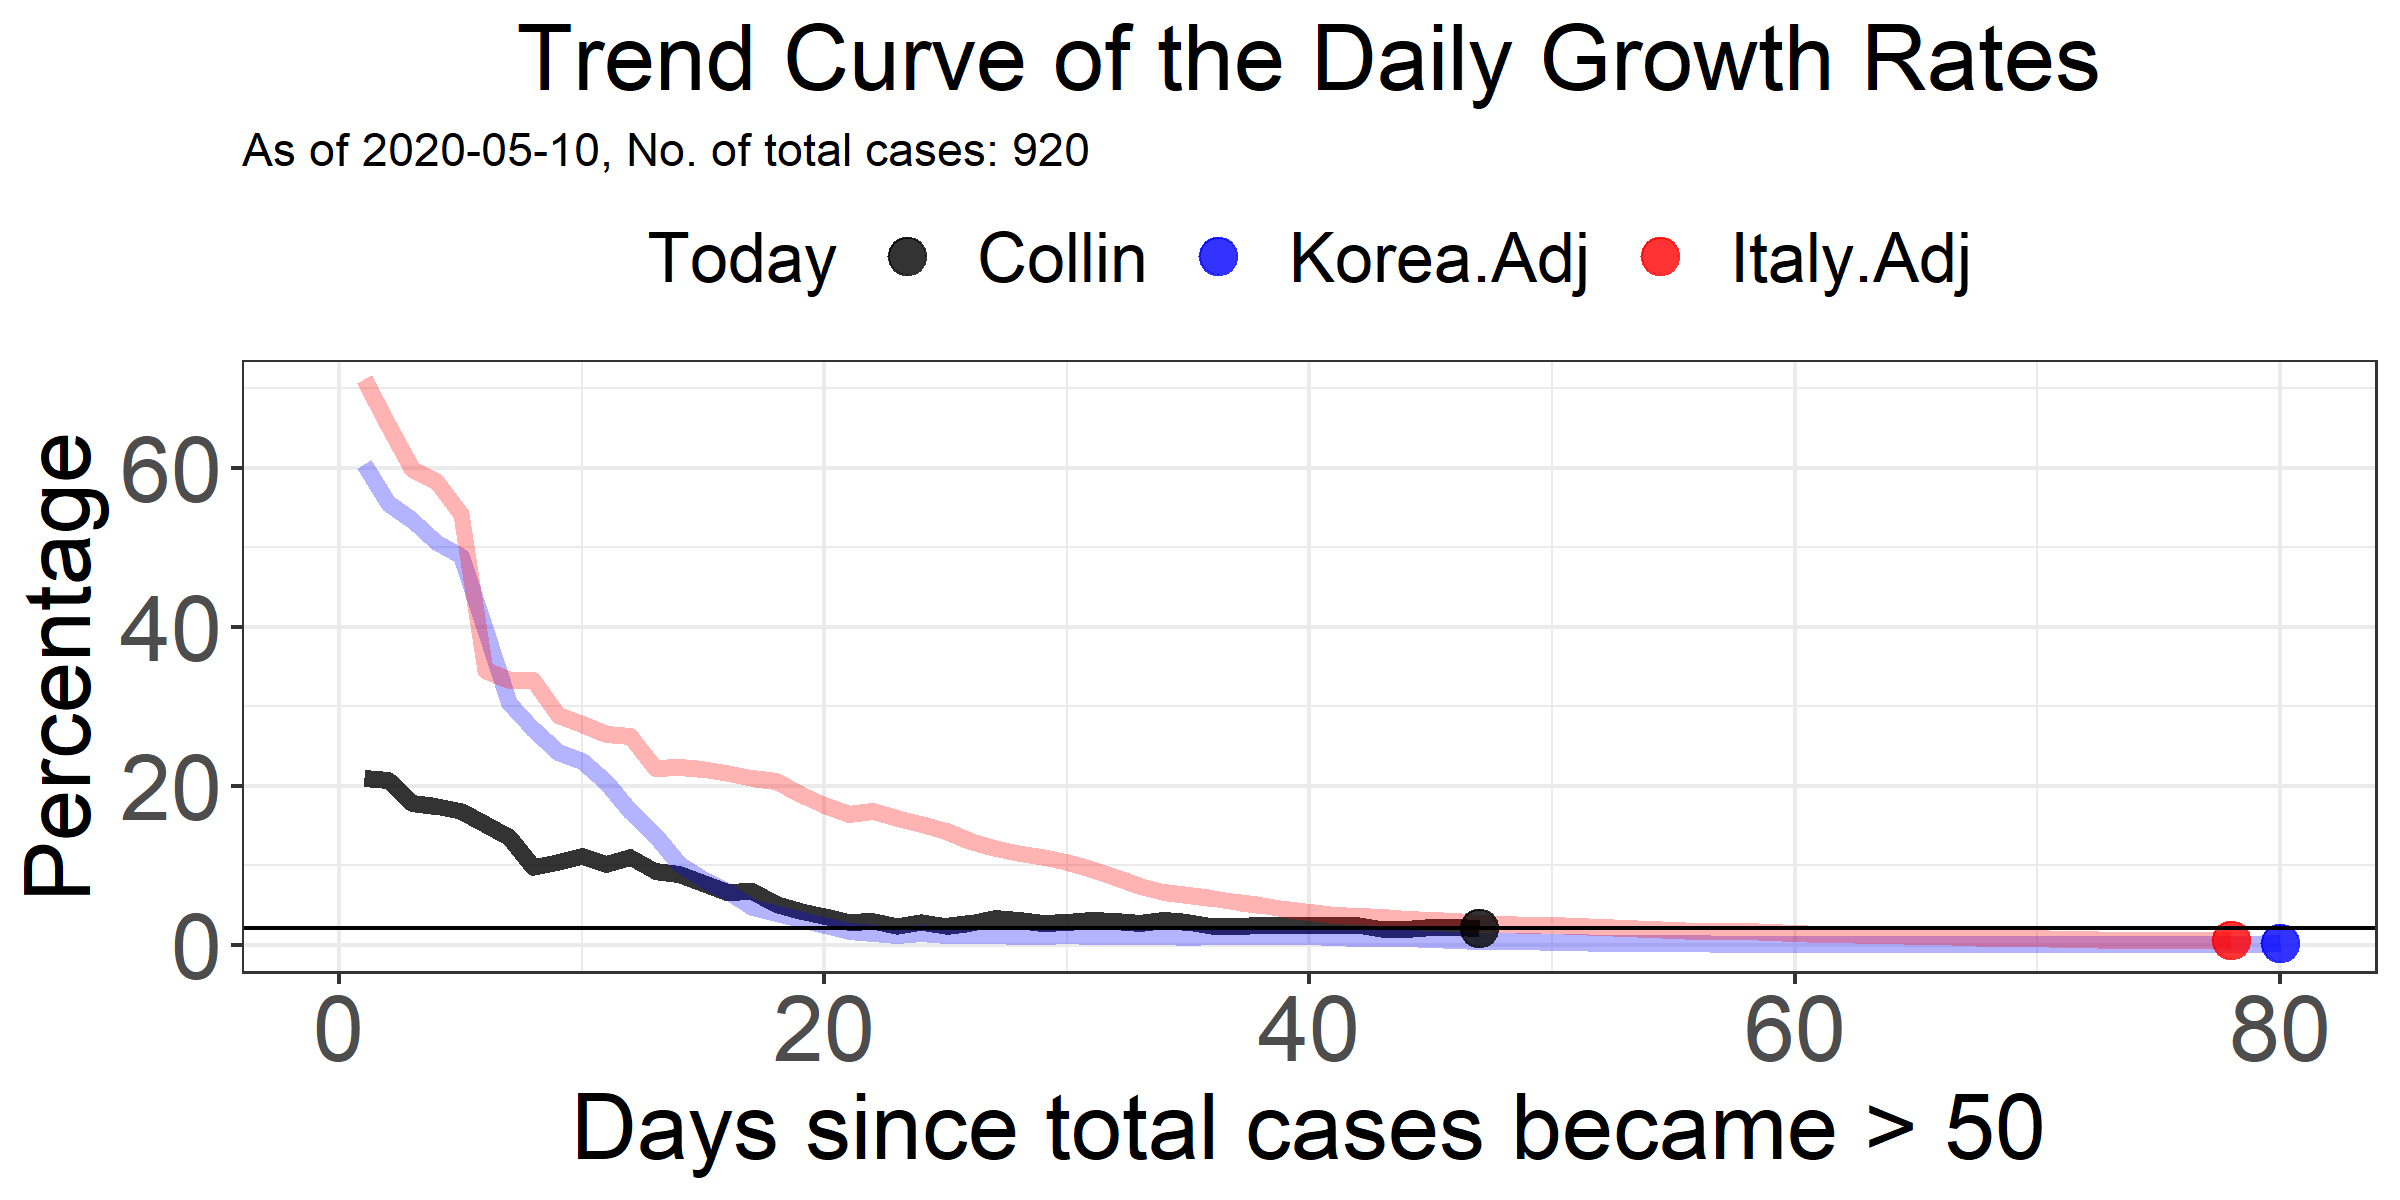 Trend Curve of the Daily Growth Rates
As of 2020-05-10, No. of total cases: 920
Today Collin Korea.Adj Italy.Adj
Percentage
60
40
20
0
0 20 40 60 80
Days since total cases became > 50